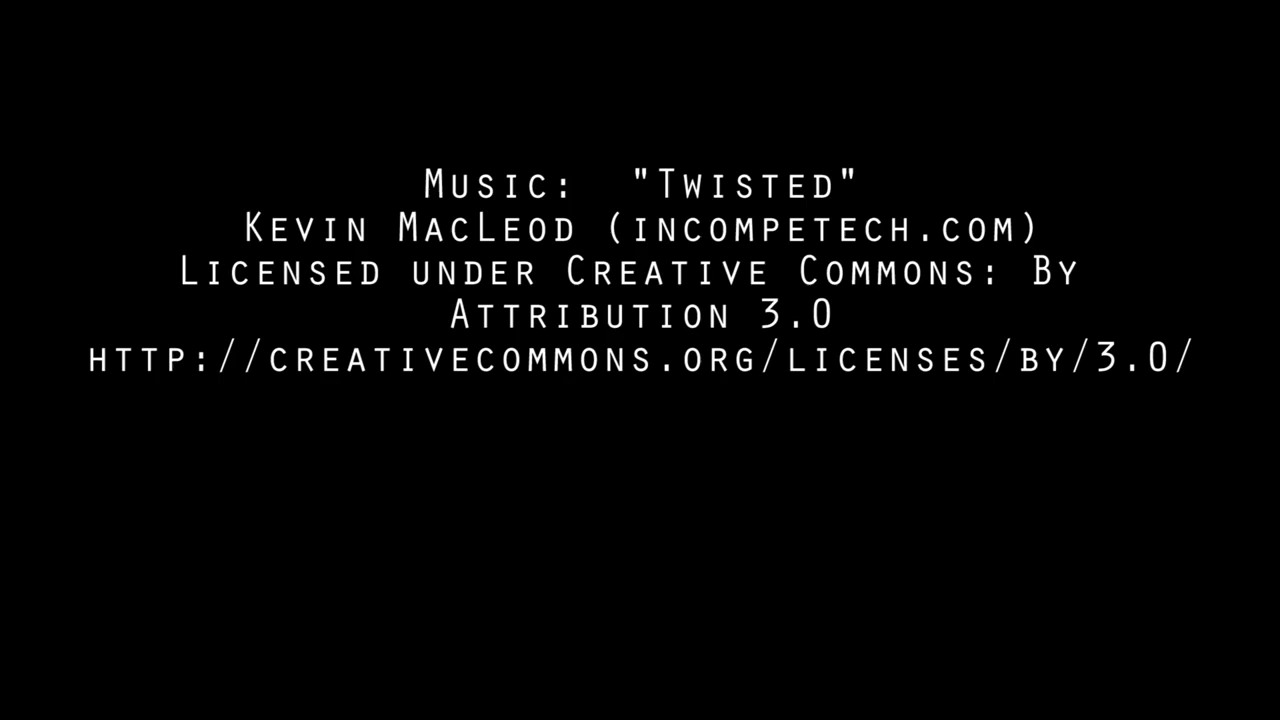 Music:  "Twisted"
Kevin MacLeod (incompetech.com)
Licensed under Creative Commons: By
Attribution 3.0
http://creativecommons.org/licenses/by/3.0/